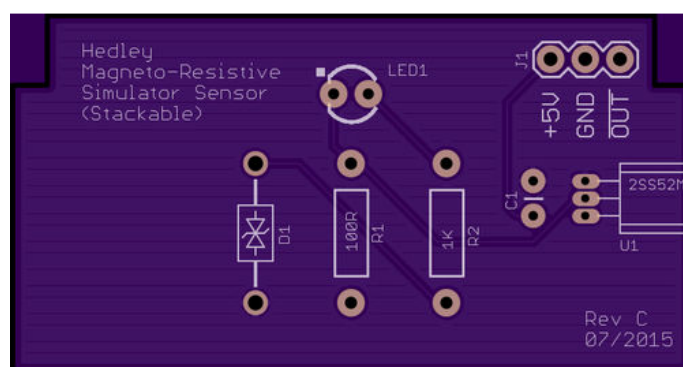 Hedley
Magneto-Resistive
Simulator Sensor
(Stackable)
LED1
J1
+5V
GND
OUT
D1
100R
R1
1K
R2
C1
2SS52M
U1
Rev C
07/2015